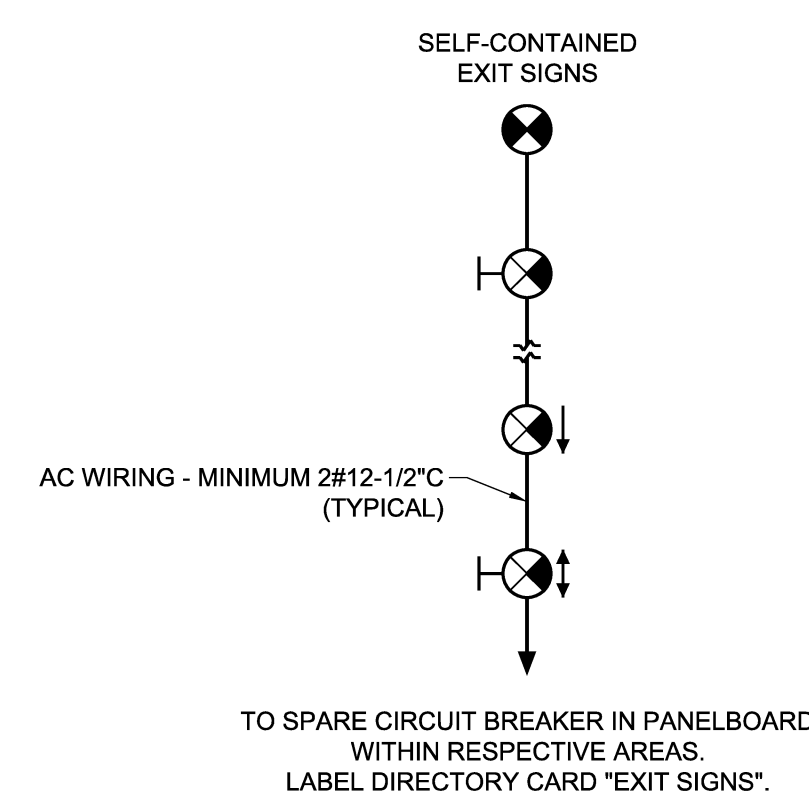 SELF-CONTAINED
EXIT SIGNS
AC WIRING - MINIMUM 2#12-1/2"C
(TYPICAL)
TO SPARE CIRCUIT BREAKER IN PANELBOARD
WITHIN RESPECTIVE AREAS.
LABEL DIRECTORY CARD "EXIT SIGNS".